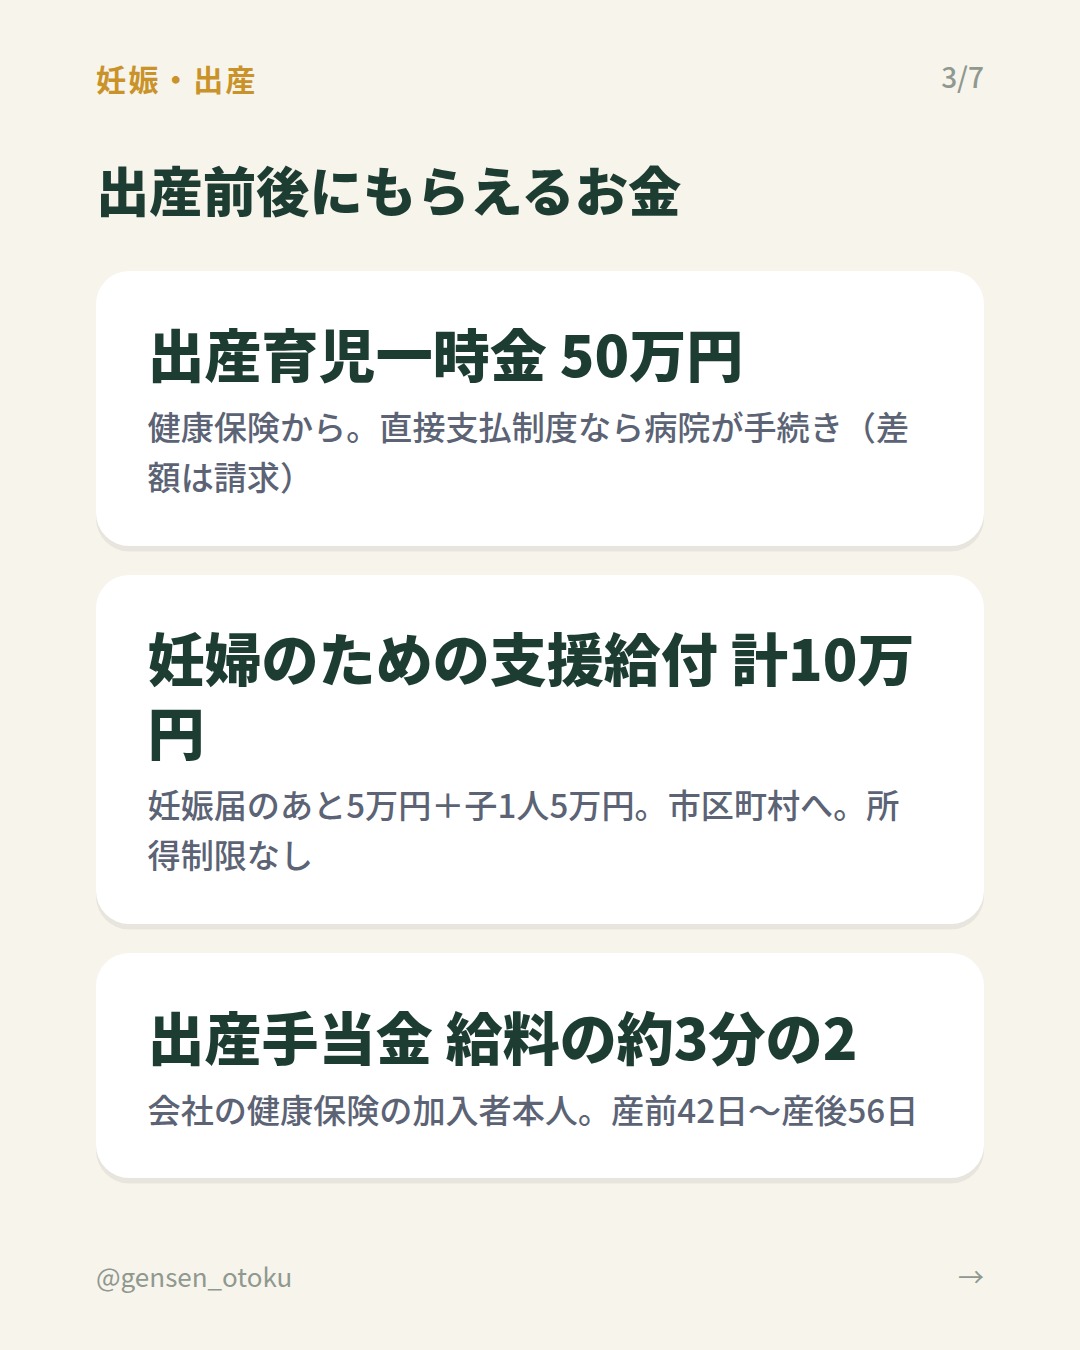 妊娠・出産
3/7
出産前後にもらえるお金
出産育児一時金 50万円
健康保険から。直接支払制度なら病院が手続き（差
額は請求）
妊婦のための支援給付 計10万
円
妊娠届のあと5万円＋子1人5万円。市区町村へ。所
得制限なし
出産手当金 給料の約3分の2
会社の健康保険の加入者本人。産前42日〜産後56日
@gensen_otoku
→